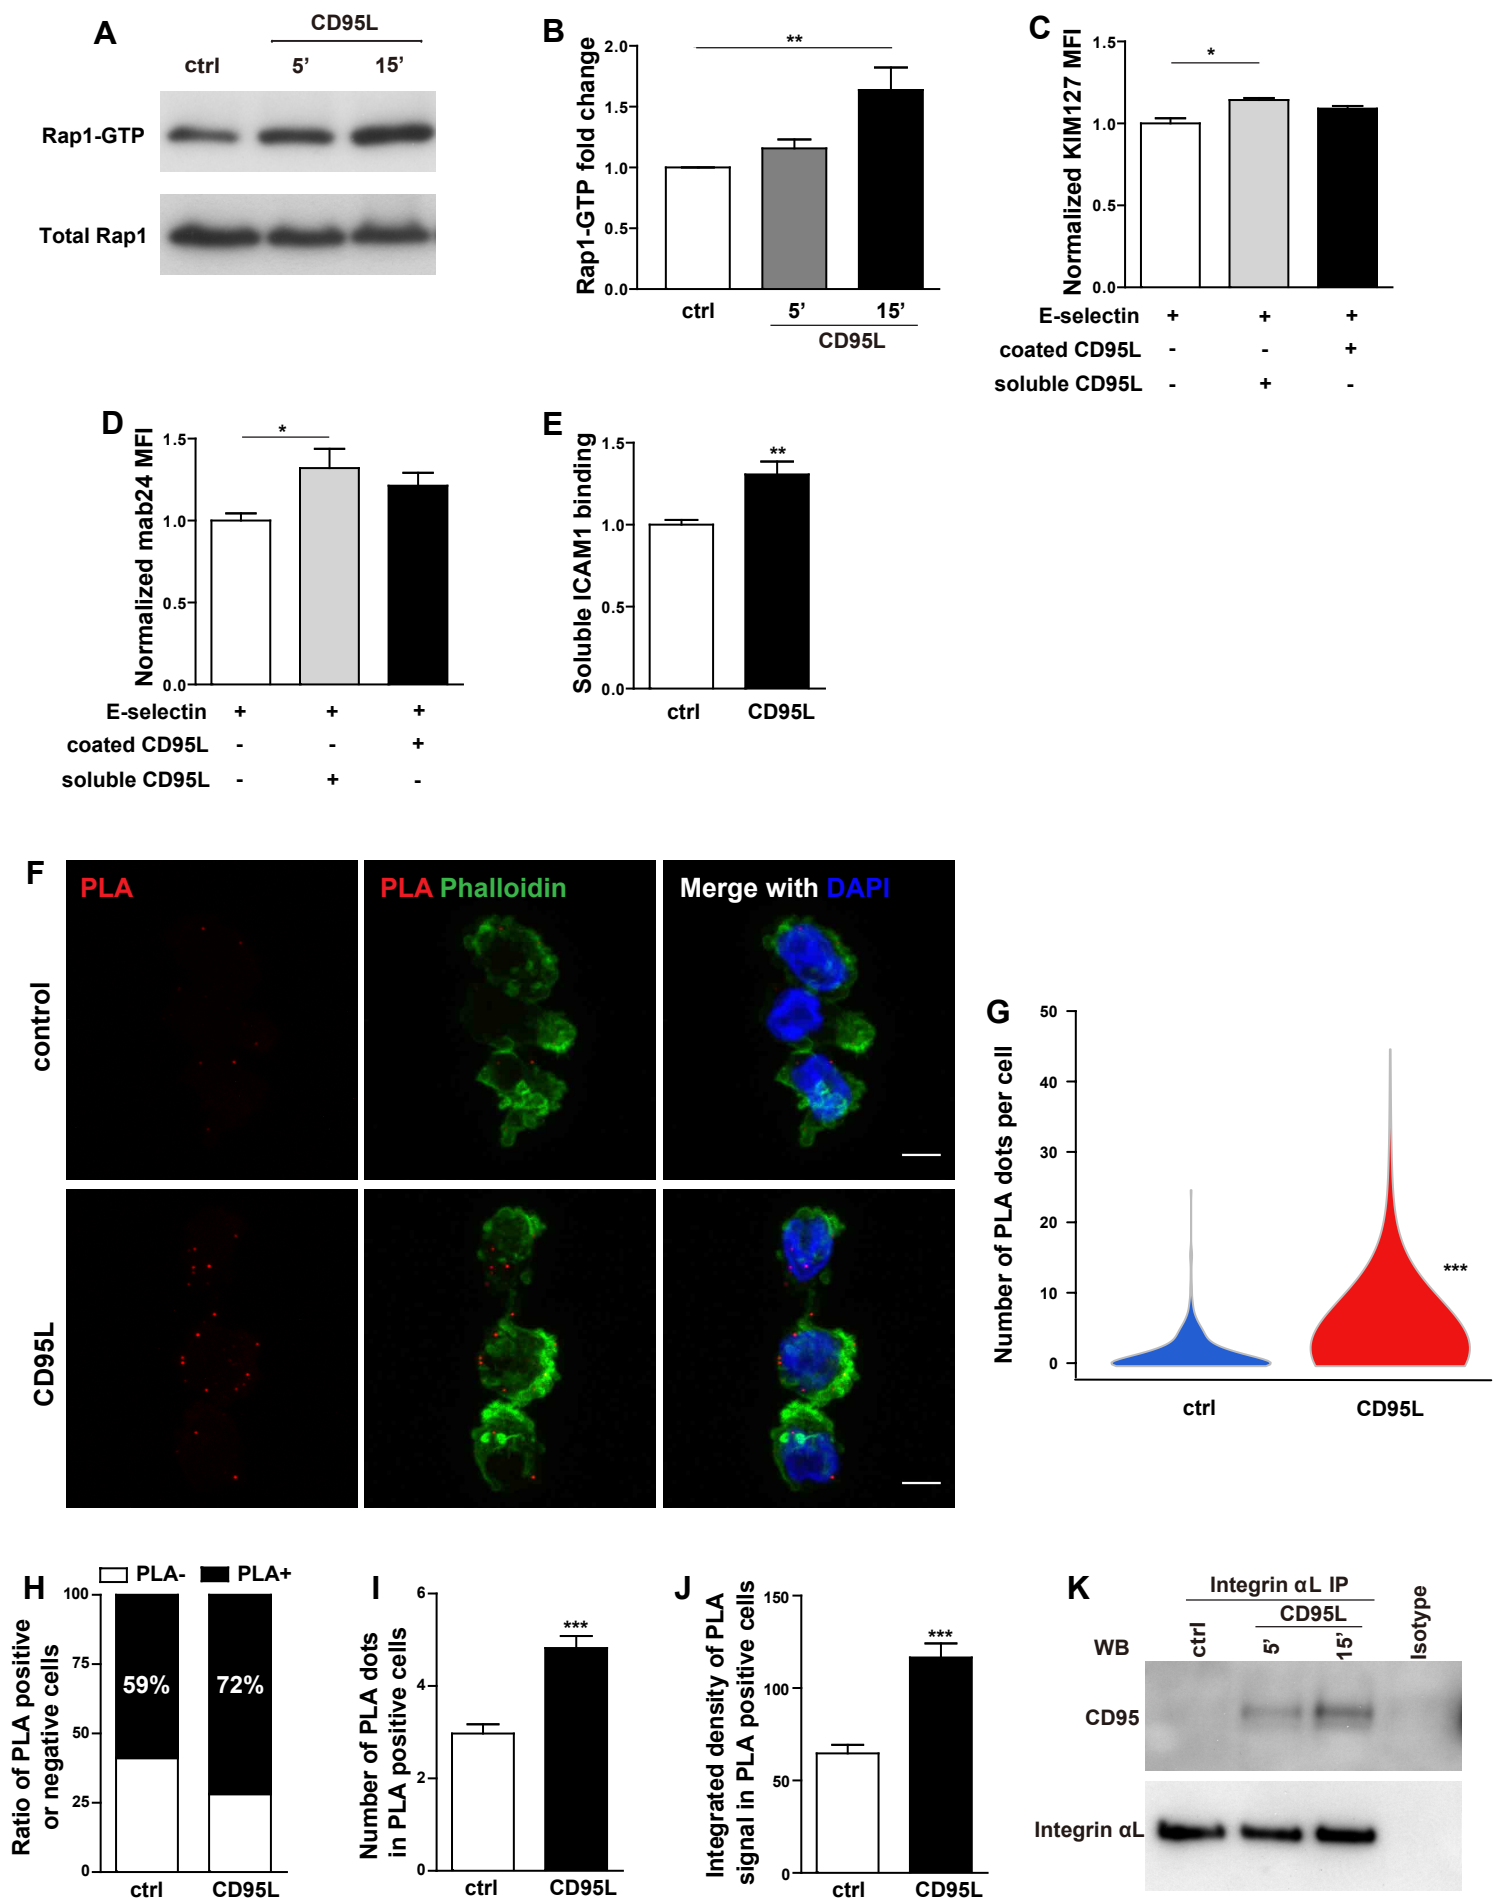 A
CD95L
ctrl 5’ 15’
Rap1-GTP
Total Rap1
B
Rap1-GTP fold change
2.0
1.5
1.0
0.5
0.0
**
ctrl 5’ 15’
CD95L
C
Normalized KIM127 MFI
1.5
1.0
0.5
0.0
*
E-selectin + + +
coated CD95L - - +
soluble CD95L - + -
D
Normalized mab24 MFI
1.5
1.0
0.5
0.0
*
E-selectin + + +
coated CD95L - - +
soluble CD95L - + -
E
Soluble ICAM1 binding
1.5
1.0
0.5
0.0
**
ctrl CD95L
F
PLA
PLA Phalloidin
Merge with DAPI
control
CD95L
G
Number of PLA dots per cell
50
40
30
20
10
0
***
ctrl CD95L
H
PLA- PLA+
Ratio of PLA positive
or negative cells
100
75
50
25
0
59% 72%
ctrl CD95L
I
Number of PLA dots
in PLA positive cells
6
4
2
0
***
ctrl CD95L
J
Integrated density of PLA
signal in PLA positive cells
150
100
50
0
***
ctrl CD95L
K
Integrin αL IP
CD95L
WB ctrl 5’ 15’ Isotype
CD95
Integrin αL